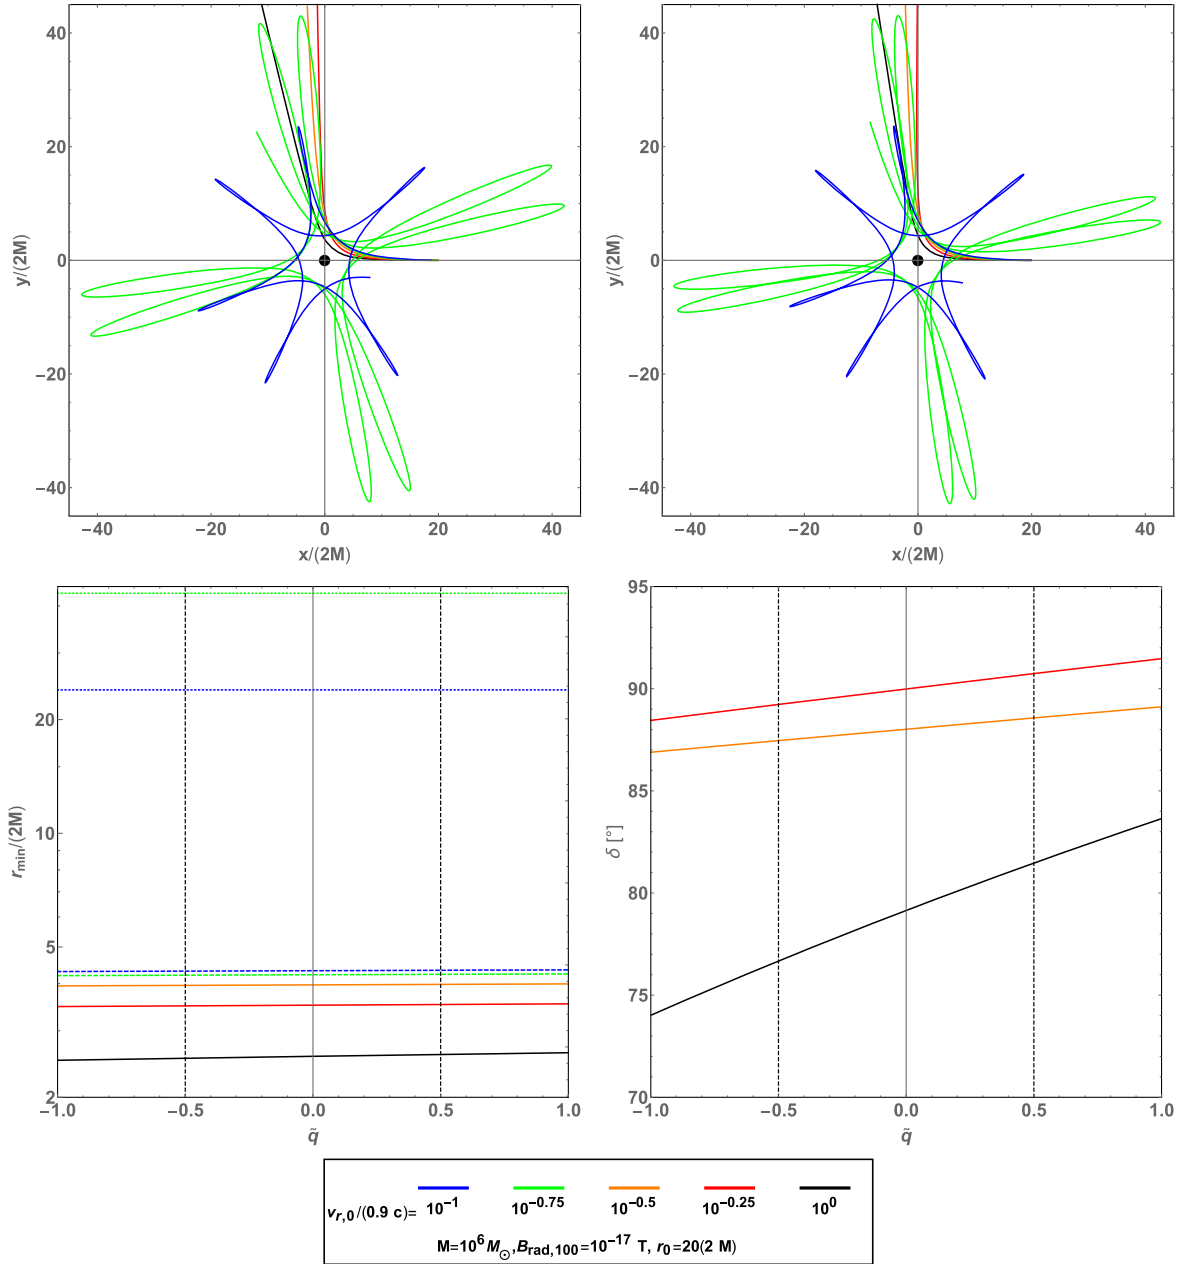 40
20
0
−20
−40
y/(2M)
−40 −20 0 20 40
x/(2M)
40
20
0
−20
−40
y/(2M)
−40 −20 0 20 40
x/(2M)
20
10
5
2
r_min/(2M)
−1.0 −0.5 0.0 0.5 1.0
q̃
95
90
85
80
75
70
δ [°]
−1.0 −0.5 0.0 0.5 1.0
q̃
v_{r,0}/(0.9 c)= 10^{−1} 10^{−0.75} 10^{−0.5} 10^{−0.25} 10^{0}
M=10^{6} M_⊙, B_{rad,100}=10^{−17} T, r_0=20(2 M)